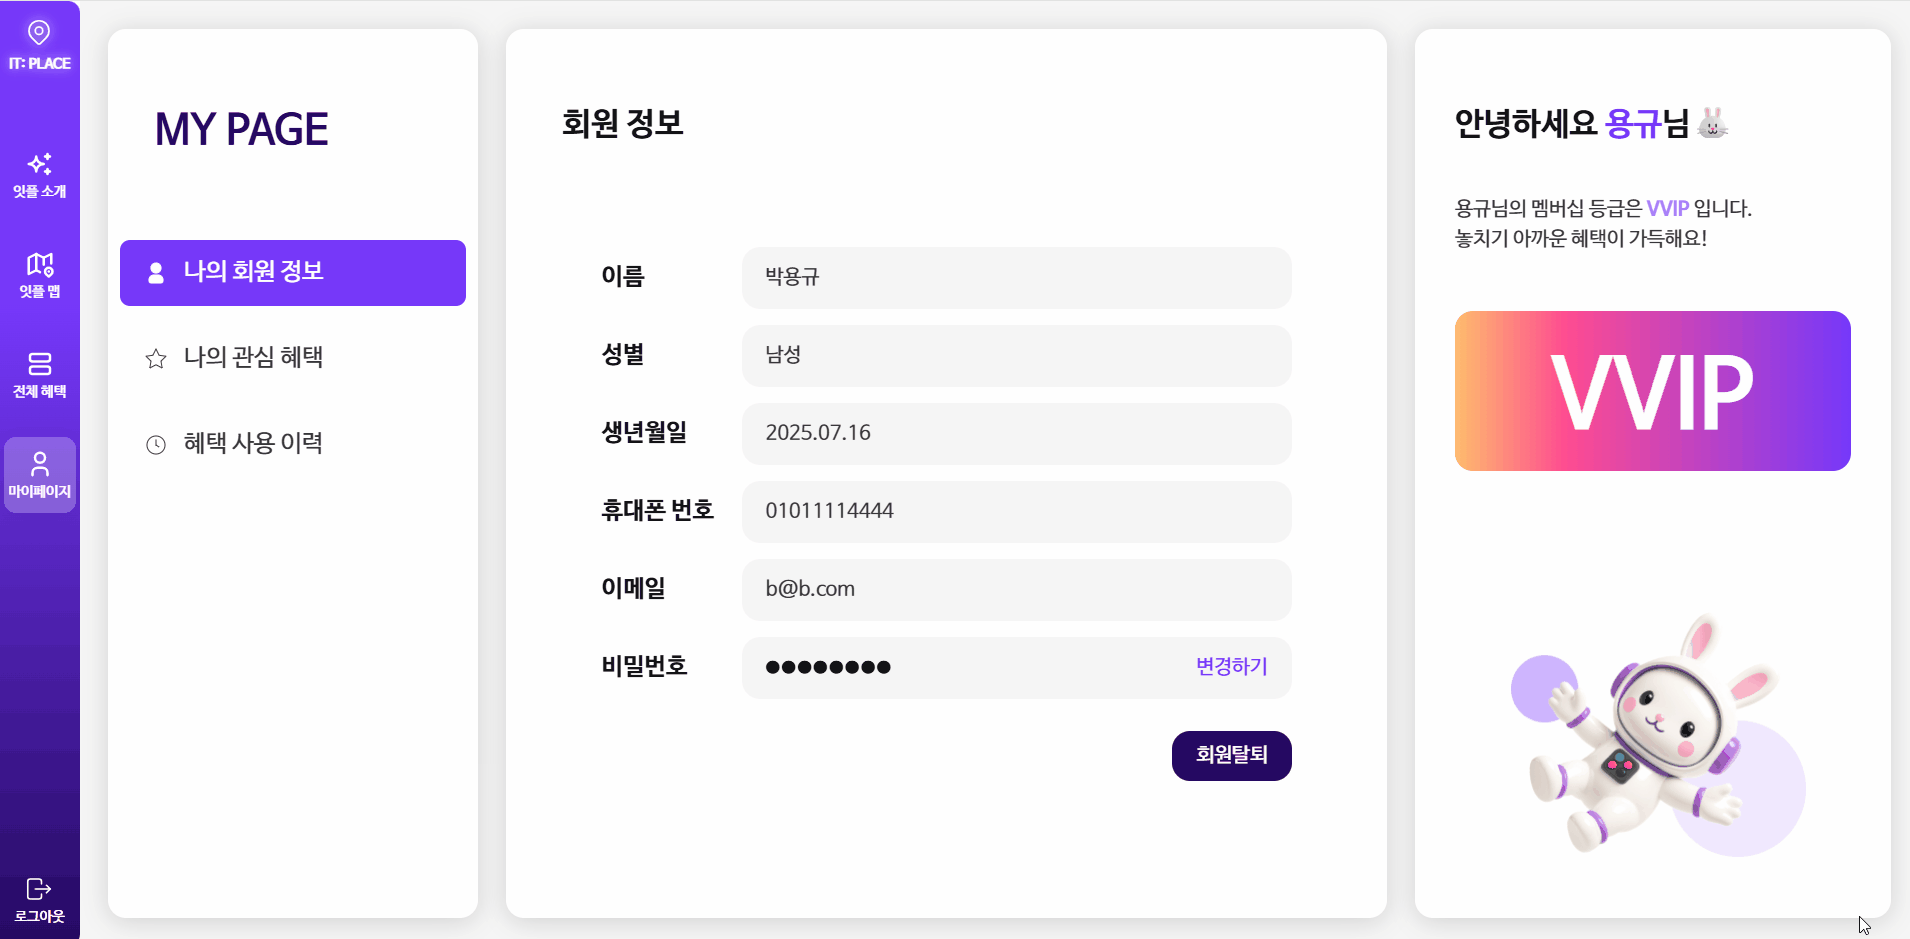 IT: PLACE
잇플 소개
잇플 맵
전체 혜택
마이페이지
로그아웃
MY PAGE
나의 회원 정보
나의 관심 혜택
혜택 사용 이력
회원 정보
이름 박용규
성별 남성
생년월일 2025.07.16
휴대폰 번호 01011114444
이메일 b@b.com
비밀번호 ●●●●●●●● 변경하기
회원탈퇴
안녕하세요 용규님
용규님의 멤버십 등급은 VVIP 입니다.
놓치기 아까운 혜택이 가득해요!
VVIP